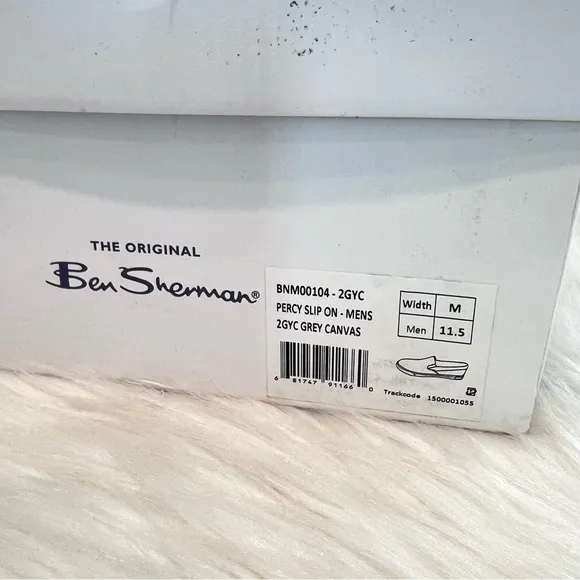 THE ORIGINAL
Ben Sherman®
BNM00104 - 2GYC
PERCY SLIP ON - MENS
2GYC GREY CANVAS
Width M
Men 11.5
6 81747 91166 0
Trackcode 1500001055